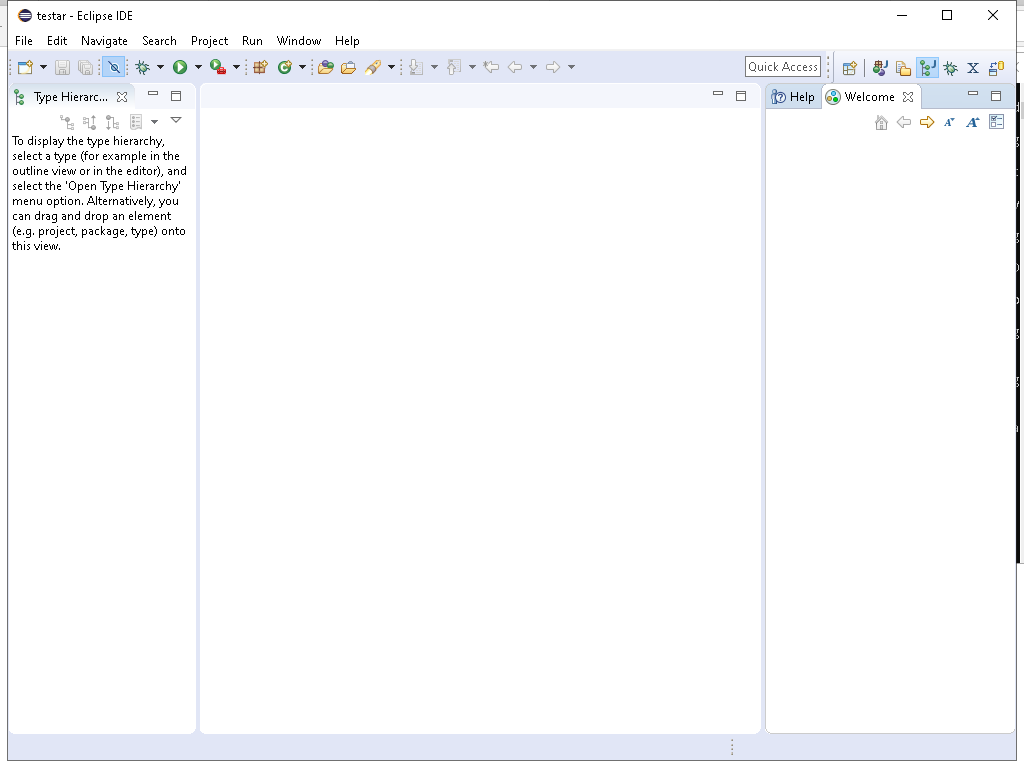 testar - Eclipse IDE
File Edit Navigate Search Project Run Window Help
Quick Access
Type Hierarc...
Help
Welcome
To display the type hierarchy,
select a type (for example in the
outline view or in the editor), and
select the 'Open Type Hierarchy'
menu option. Alternatively, you
can drag and drop an element
(e.g. project, package, type) onto
this view.